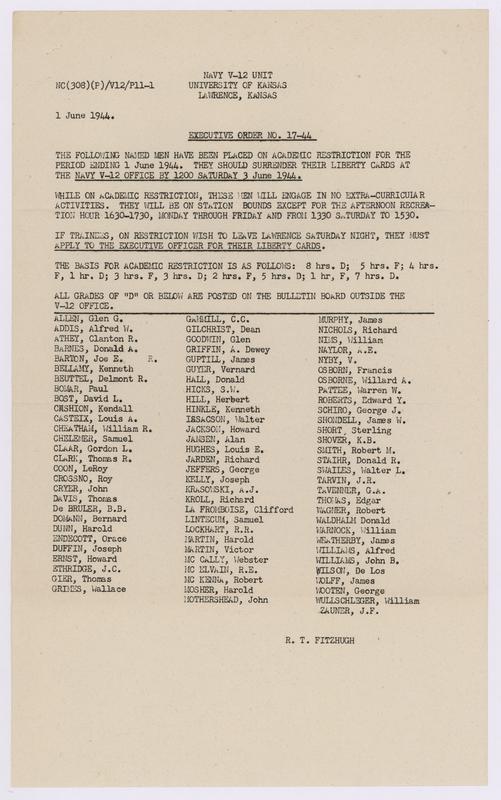 NAVY V-12 UNIT
NC(308)(P)/V12/P11-1 UNIVERSITY OF KANSAS
LAWRENCE, KANSAS
1 June 1944.
EXECUTIVE ORDER NO. 17-44
THE FOLLOWING NAMED MEN HAVE BEEN PLACED ON ACADEMIC RESTRICTION FOR THE
PERIOD ENDING 1 June 1944. THEY SHOULD SURRENDER THEIR LIBERTY CARDS AT
THE NAVY V-12 OFFICE BY 1200 SATURDAY 3 June 1944.
WHILE ON ACADEMIC RESTRICTION, THESE MEN WILL ENGAGE IN NO EXTRA-CURRICULAR
ACTIVITIES. THEY WILL BE ON STATION BOUNDS EXCEPT FOR THE AFTERNOON RECREA-
TION HOUR 1630-1730, MONDAY THROUGH FRIDAY AND FROM 1330 SATURDAY TO 1530.
IF TRAINEES, ON RESTRICTION WISH TO LEAVE LAWRENCE SATURDAY NIGHT, THEY MUST
APPLY TO THE EXECUTIVE OFFICER FOR THEIR LIBERTY CARDS.
THE BASIS FOR ACADEMIC RESTRICTION IS AS FOLLOWS: 8 hrs. D; 5 hrs. F; 4 hrs.
F, 1 hr. D; 3 hrs. F, 3 hrs. D; 2 hrs. F, 5 hrs. D; 1 hr, F, 7 hrs. D.
ALL GRADES OF "D" OR BELOW ARE POSTED ON THE BULLETIN BOARD OUTSIDE THE
V-12 OFFICE.
ALLEN, Glen G.
ADDIS, Alfred W.
ATHEY, Clanton R.
BARNES, Donald A.
BARTON, Joe E. R.
BELLAMY, Kenneth
BEUTTEL, Delmont R.
BOMAR, Paul
BOST, David L.
CASHION, Kendall
CASTEIX, Louis A.
CHEATHAM, William R.
CHELEMER, Samuel
CLAAR, Gordon L.
CLARK, Thomas R.
COON, LeRoy
CROSSNO, Roy
CRYER, John
DAVIS, Thomas
De BRULER, B.B.
DOMANN, Bernard
DUNN, Harold
ENDECOTT, Orace
DUFFIN, Joseph
ERNST, Howard
ETHRIDGE, J.C.
GIER, Thomas
GRIMES, Wallace
GAMMILL, C.C.
GILCHRIST, Dean
GOODWIN, Glen
GRIFFIN, A. Dewey
GUPTILL, James
GUYER, Vernard
HALL, Donald
HICKS, S.W.
HILL, Herbert
HINKLE, Kenneth
ISSACSON, Walter
JACKSON, Howard
JANSEN, Alan
HUGHES, Louis E.
JARDEN, Richard
JEFFERS, George
KELLY, Joseph
KRASOWSKI, A.J.
KROLL, Richard
LA FROMBOISE, Clifford
LINTECUM, Samuel
LOCKHART, R.R.
MARTIN, Harold
MARTIN, Victor
MC CALLY, Webster
MC ELVAIN, R.E.
MC KENNA, Robert
MOSHER, Harold
MOTHERSHEAD, John
MURPHY, James
NICHOLS, Richard
NIMS, William
NAYLOR, A.E.
NYBY, V.
OSBORN, Francis
OSBORNE, Willard A.
PATTEE, Warren W.
ROBERTS, Edward Y.
SCHIRO, George J.
SHONDELL, James W.
SHORT, Sterling
SHOVER, K.B.
SMITH, Robert M.
STAIHR, Donald R.
SWAILES, Walter L.
TARVIN, J.R.
TAVENNER, G.A.
THOMAS, Edgar
WAGNER, Robert
WALDHALM Donald
WARNOCK, William
WEATHERBY, James
WILLIAMS, Alfred
WILLIAMS, John B.
WILSON, De Los
WOLFF, James
WOOTEN, George
WULLSCHLEGER, William
ZAUNER, J.F.
R. T. FITZHUGH